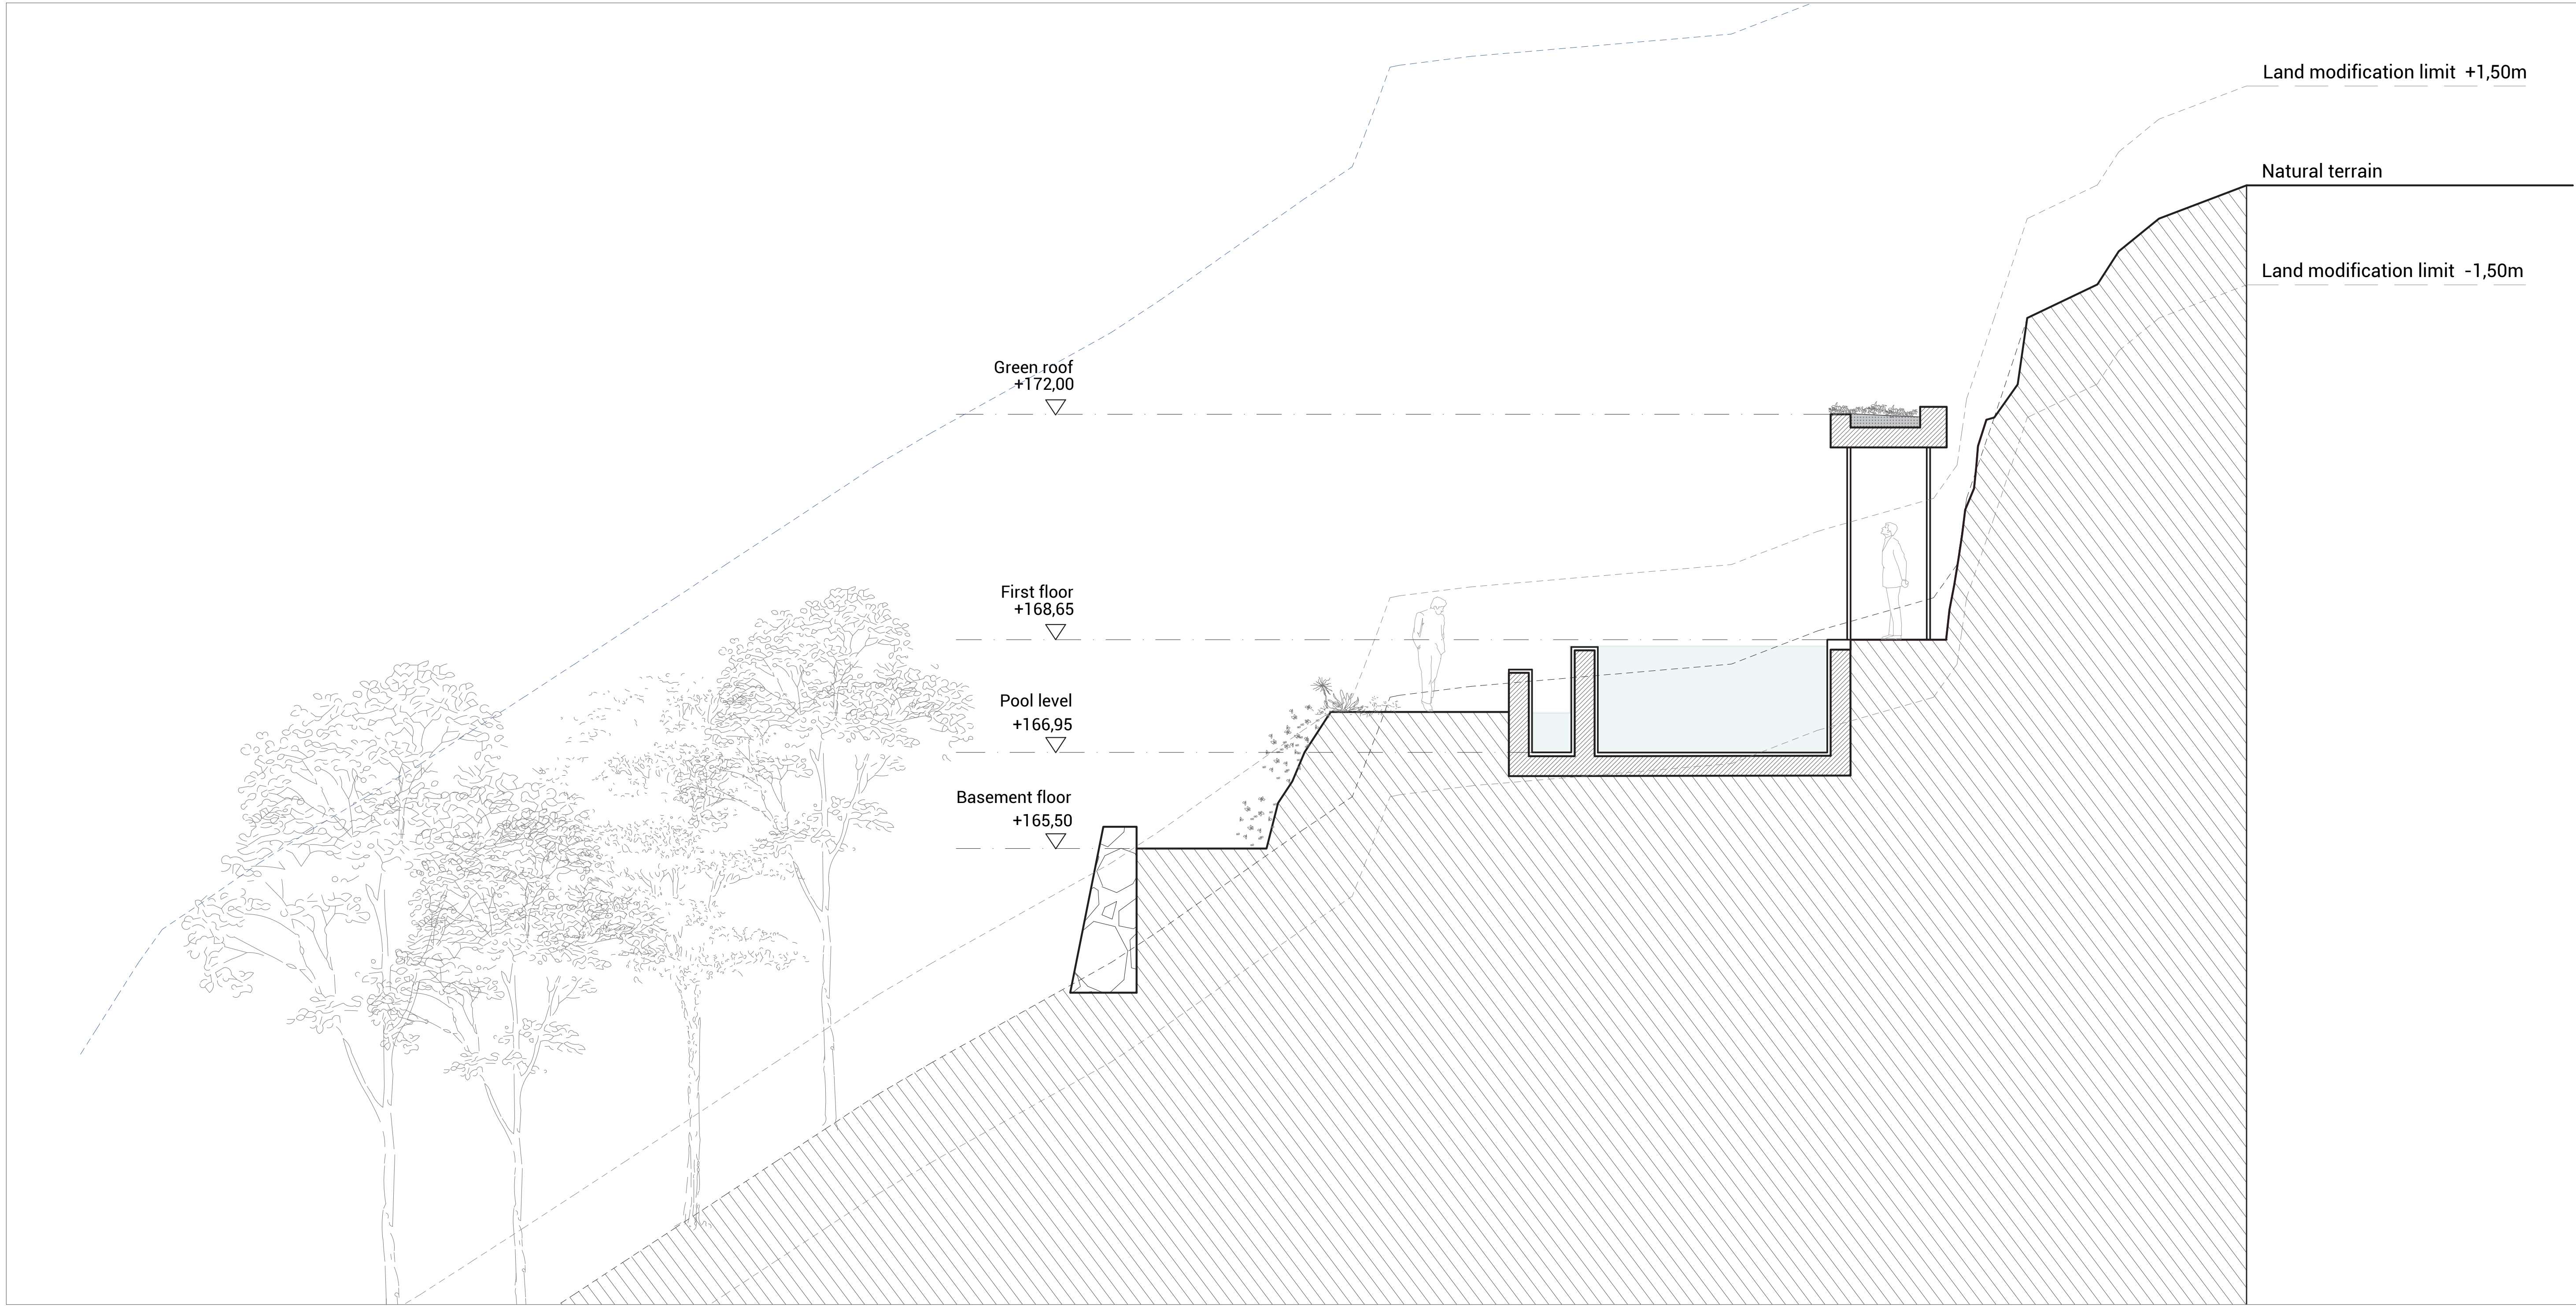 Land modification limit +1,50m
Natural terrain
Land modification limit -1,50m
Green roof
+172,00
First floor
+168,65
Pool level
+166,95
Basement floor
+165,50